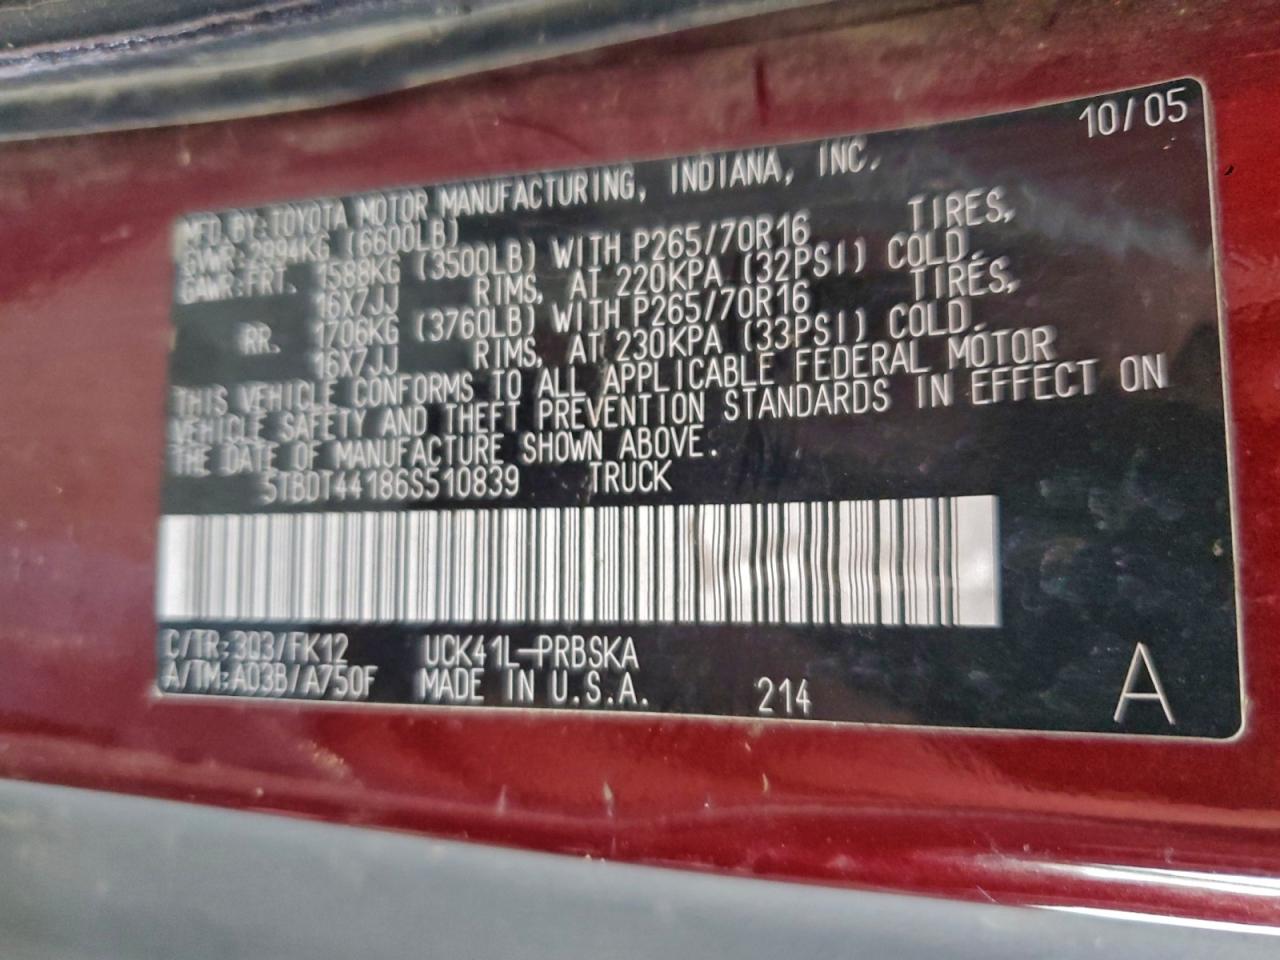 10/05
MFD. BY: TOYOTA MOTOR MANUFACTURING, INDIANA, INC.
GVWR: 2994KG (6600LB)
GAWR: FRT. 1588KG (3500LB) WITH P265/70R16 TIRES,
16X7JJ RIMS, AT 220KPA (32PSI) COLD.
RR. 1706KG (3760LB) WITH P265/70R16 TIRES,
16X7JJ RIMS, AT 230KPA (33PSI) COLD.
THIS VEHICLE CONFORMS TO ALL APPLICABLE FEDERAL MOTOR
VEHICLE SAFETY AND THEFT PREVENTION STANDARDS IN EFFECT ON
THE DATE OF MANUFACTURE SHOWN ABOVE.
5TBDT44186S510839 TRUCK
C/TR: 3Q3/FK12 UCK41L-PRBSKA
A/TM: A03B/A750F MADE IN U.S.A. 214
A